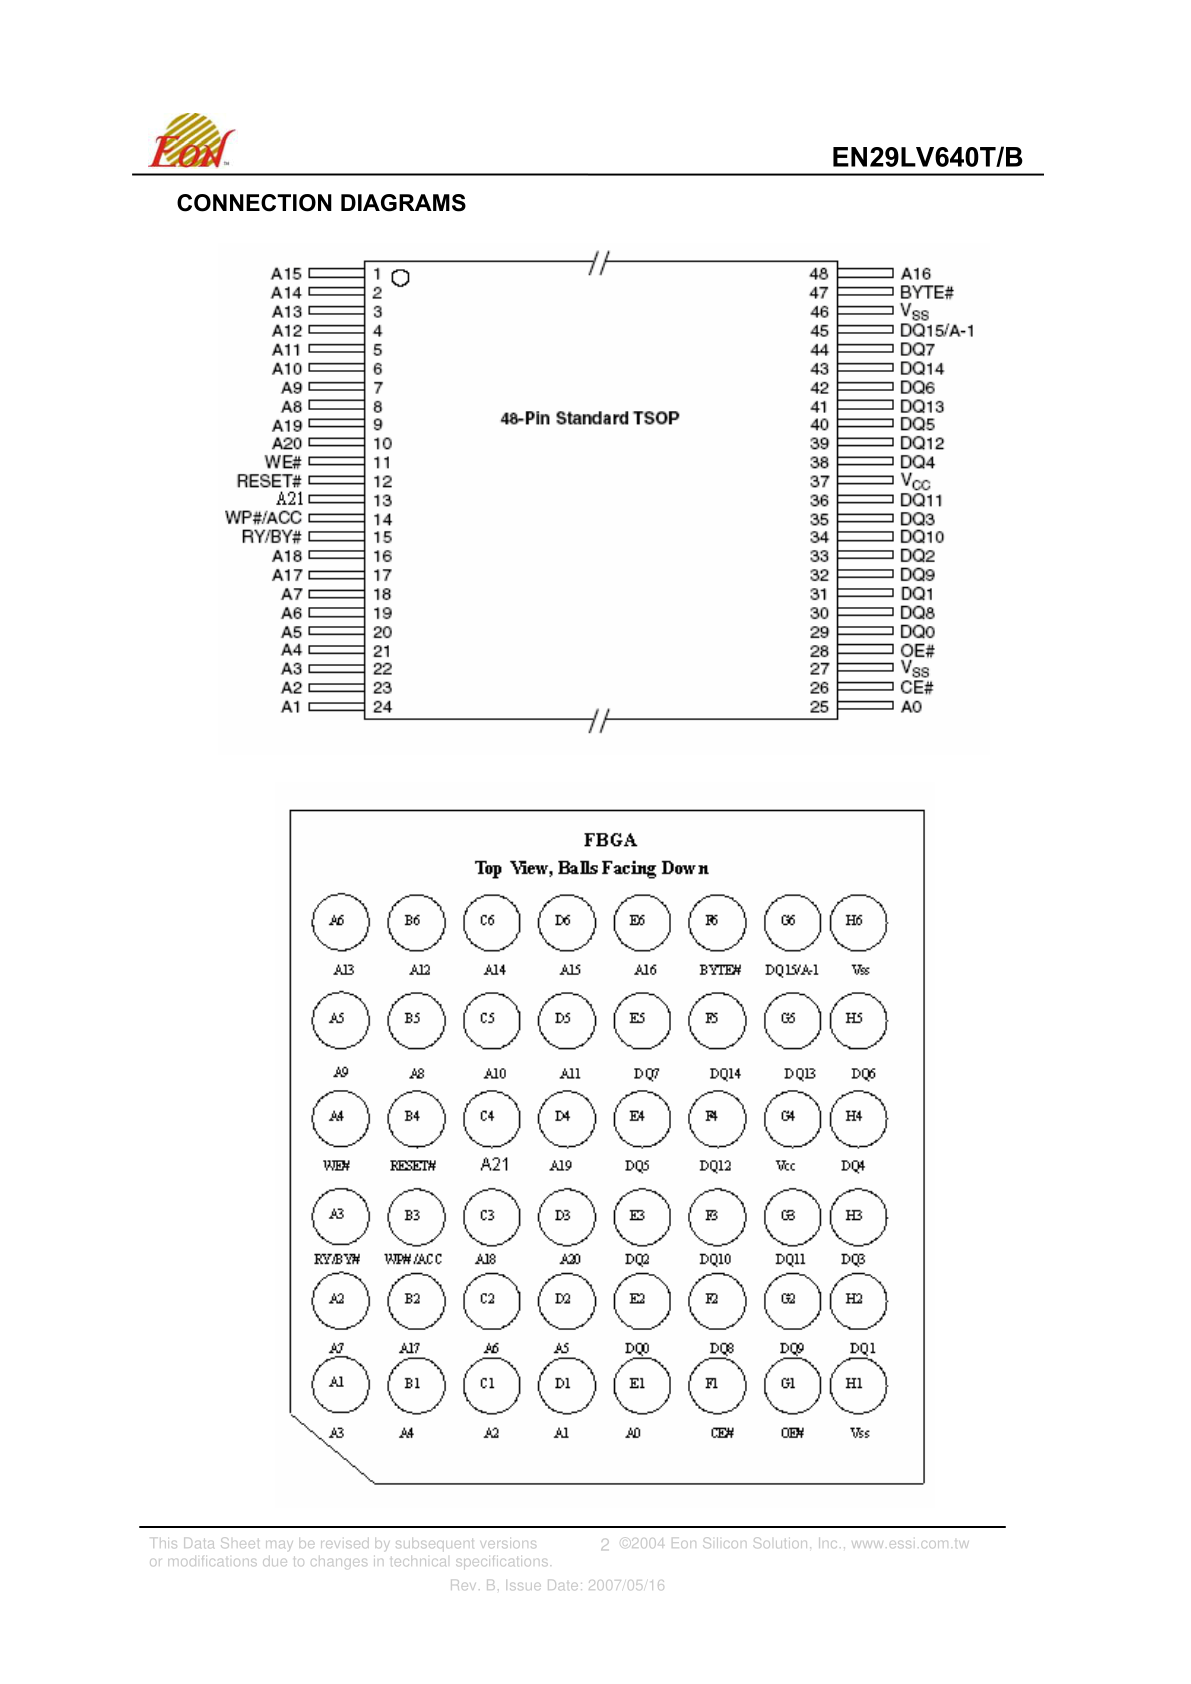 EON ™
EN29LV640T/B
CONNECTION DIAGRAMS
A15 1 48 A16
A14 2 47 BYTE#
A13 3 46 VSS
A12 4 45 DQ15/A-1
A11 5 44 DQ7
A10 6 43 DQ14
A9 7 42 DQ6
A8 8 41 DQ13
48-Pin Standard TSOP
A19 9 40 DQ5
A20 10 39 DQ12
WE# 11 38 DQ4
RESET# 12 37 VCC
A21 13 36 DQ11
WP#/ACC 14 35 DQ3
RY/BY# 15 34 DQ10
A18 16 33 DQ2
A17 17 32 DQ9
A7 18 31 DQ1
A6 19 30 DQ8
A5 20 29 DQ0
A4 21 28 OE#
A3 22 27 VSS
A2 23 26 CE#
A1 24 25 A0
FBGA
Top View, Balls Facing Down
A6 B6 C6 D6 E6 F6 G6 H6
A13 A12 A14 A15 A16 BYTE# DQ15/A-1 Vss
A5 B5 C5 D5 E5 F5 G5 H5
A9 A8 A10 A11 DQ7 DQ14 DQ13 DQ6
A4 B4 C4 D4 E4 F4 G4 H4
WE# RESET# A21 A19 DQ5 DQ12 Vcc DQ4
A3 B3 C3 D3 E3 F3 G3 H3
RY/BY# WP#/ACC A18 A20 DQ2 DQ10 DQ11 DQ3
A2 B2 C2 D2 E2 F2 G2 H2
A7 A17 A6 A5 DQ0 DQ8 DQ9 DQ1
A1 B1 C1 D1 E1 F1 G1 H1
A3 A4 A2 A1 A0 CE# OE# Vss
This Data Sheet may be revised by subsequent versions 2 ©2004 Eon Silicon Solution, Inc., www.essi.com.tw
or modifications due to changes in technical specifications.
Rev. B, Issue Date: 2007/05/16